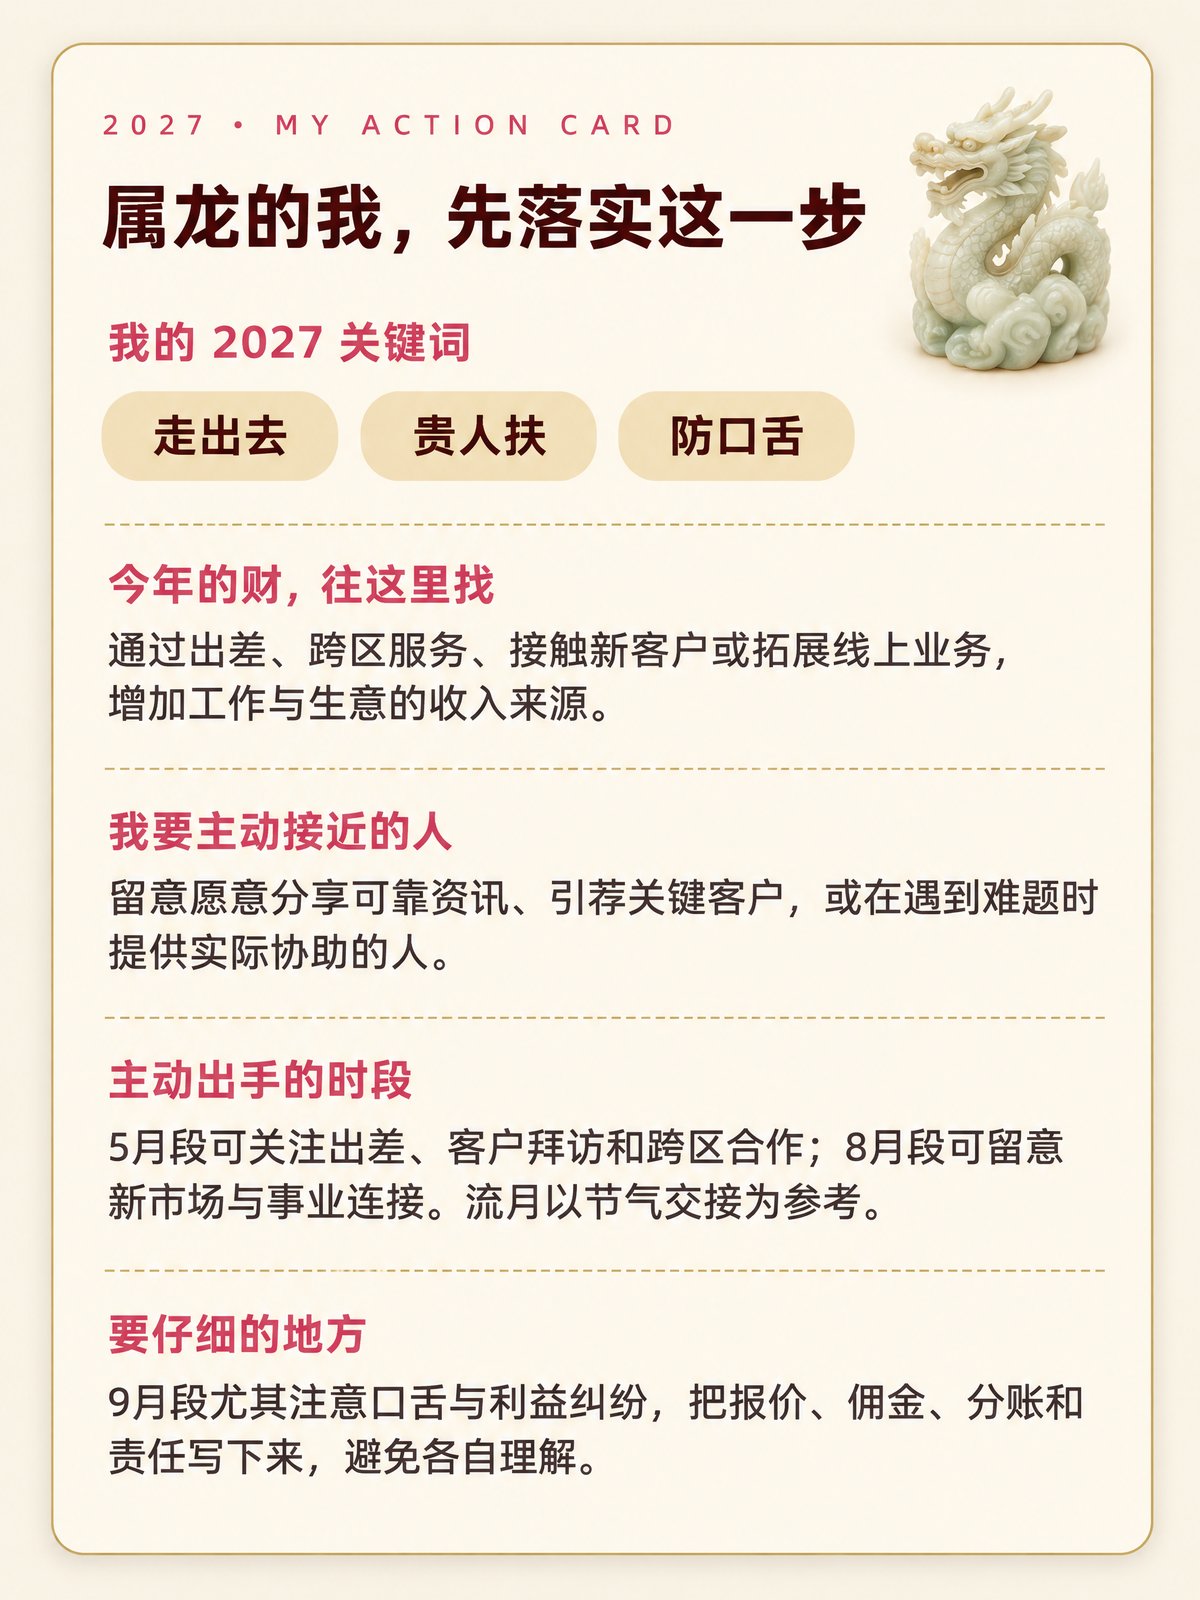 2027 • MY ACTION CARD
属龙的我，先落实这一步
我的 2027 关键词
走出去 贵人扶 防口舌
今年的财，往这里找
通过出差、跨区服务、接触新客户或拓展线上业务，
增加工作与生意的收入来源。
我要主动接近的人
留意愿意分享可靠资讯、引荐关键客户，或在遇到难题时
提供实际协助的人。
主动出手的时段
5月段可关注出差、客户拜访和跨区合作；8月段可留意
新市场与事业连接。流月以节气交接为参考。
要仔细的地方
9月段尤其注意口舌与利益纠纷，把报价、佣金、分账和
责任写下来，避免各自理解。